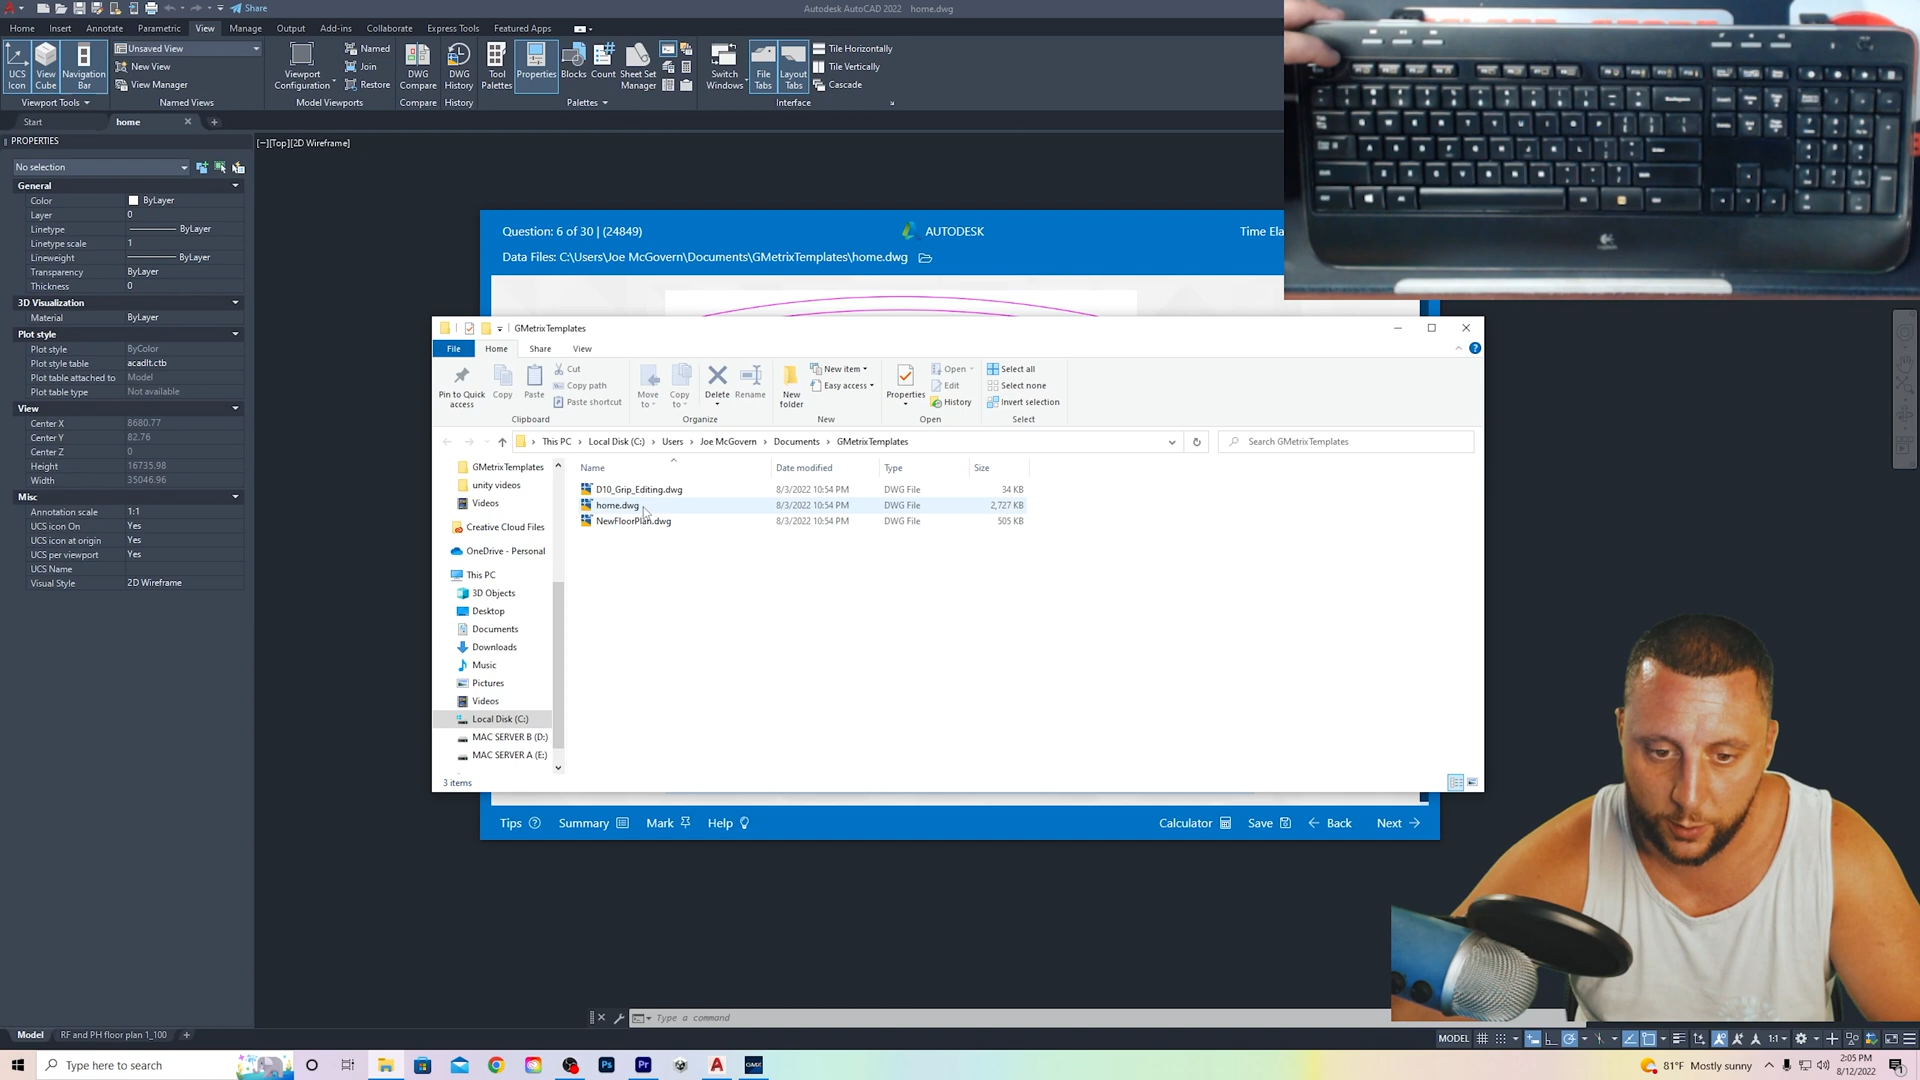 Share
Autodesk AutoCAD 2022 home.dwg
Home Insert Annotate Parametric View Manage Output Add-ins Collaborate Express Tools Featured Apps
UCS Icon
View Cube
Navigation Bar
Viewport Tools
Unsaved View
New View
View Manager
Named Views
Viewport Configuration
Named
Join
Restore
Model Viewports
DWG Compare
Compare
DWG History
History
Tool Palettes
Properties
Blocks
Count
Sheet Set Manager
Palettes
Switch Windows
File Tabs
Layout Tabs
Tile Horizontally
Tile Vertically
Cascade
Interface
Start
home
[−][Top][2D Wireframe]
PROPERTIES
No selection
General
Color ByLayer
Layer 0
Linetype ByLayer
Linetype scale 1
Lineweight ByLayer
Transparency ByLayer
Thickness 0
3D Visualization
Material ByLayer
Plot style
Plot style ByColor
Plot style table acadlt.ctb
Plot table attached to Model
Plot table type Not available
View
Center X 8680.77
Center Y 82.76
Center Z 0
Height 16735.98
Width 35046.96
Misc
Annotation scale 1:1
UCS icon On Yes
UCS icon at origin Yes
UCS per viewport Yes
UCS Name
Visual Style 2D Wireframe
Question: 6 of 30 | (24849)
AUTODESK
Time Ela
Data Files: C:\Users\Joe McGovern\Documents\GMetrixTemplates\home.dwg
GMetrixTemplates
File Home Share View
Pin to Quick access
Copy
Paste
Cut
Copy path
Paste shortcut
Clipboard
Move to
Copy to
Delete
Rename
Organize
New folder
New item
Easy access
New
Properties
Open
Edit
History
Open
Select all
Select none
Invert selection
Select
This PC › Local Disk (C:) › Users › Joe McGovern › Documents › GMetrixTemplates
Search GMetrixTemplates
GMetrixTemplates
unity videos
Videos
Creative Cloud Files
OneDrive - Personal
This PC
3D Objects
Desktop
Documents
Downloads
Music
Pictures
Videos
Local Disk (C:)
MAC SERVER B (D:)
MAC SERVER A (E:)
Name Date modified Type Size
D10_Grip_Editing.dwg 8/3/2022 10:54 PM DWG File 34 KB
home.dwg 8/3/2022 10:54 PM DWG File 2,727 KB
NewFloorPlan.dwg 8/3/2022 10:54 PM DWG File 505 KB
3 items
Tips Summary Mark Help Calculator Save Back Next
Type a command
Model RF and PH floor plan 1_100
MODEL 1:1
Type here to search
81°F Mostly sunny
2:05 PM
8/12/2022